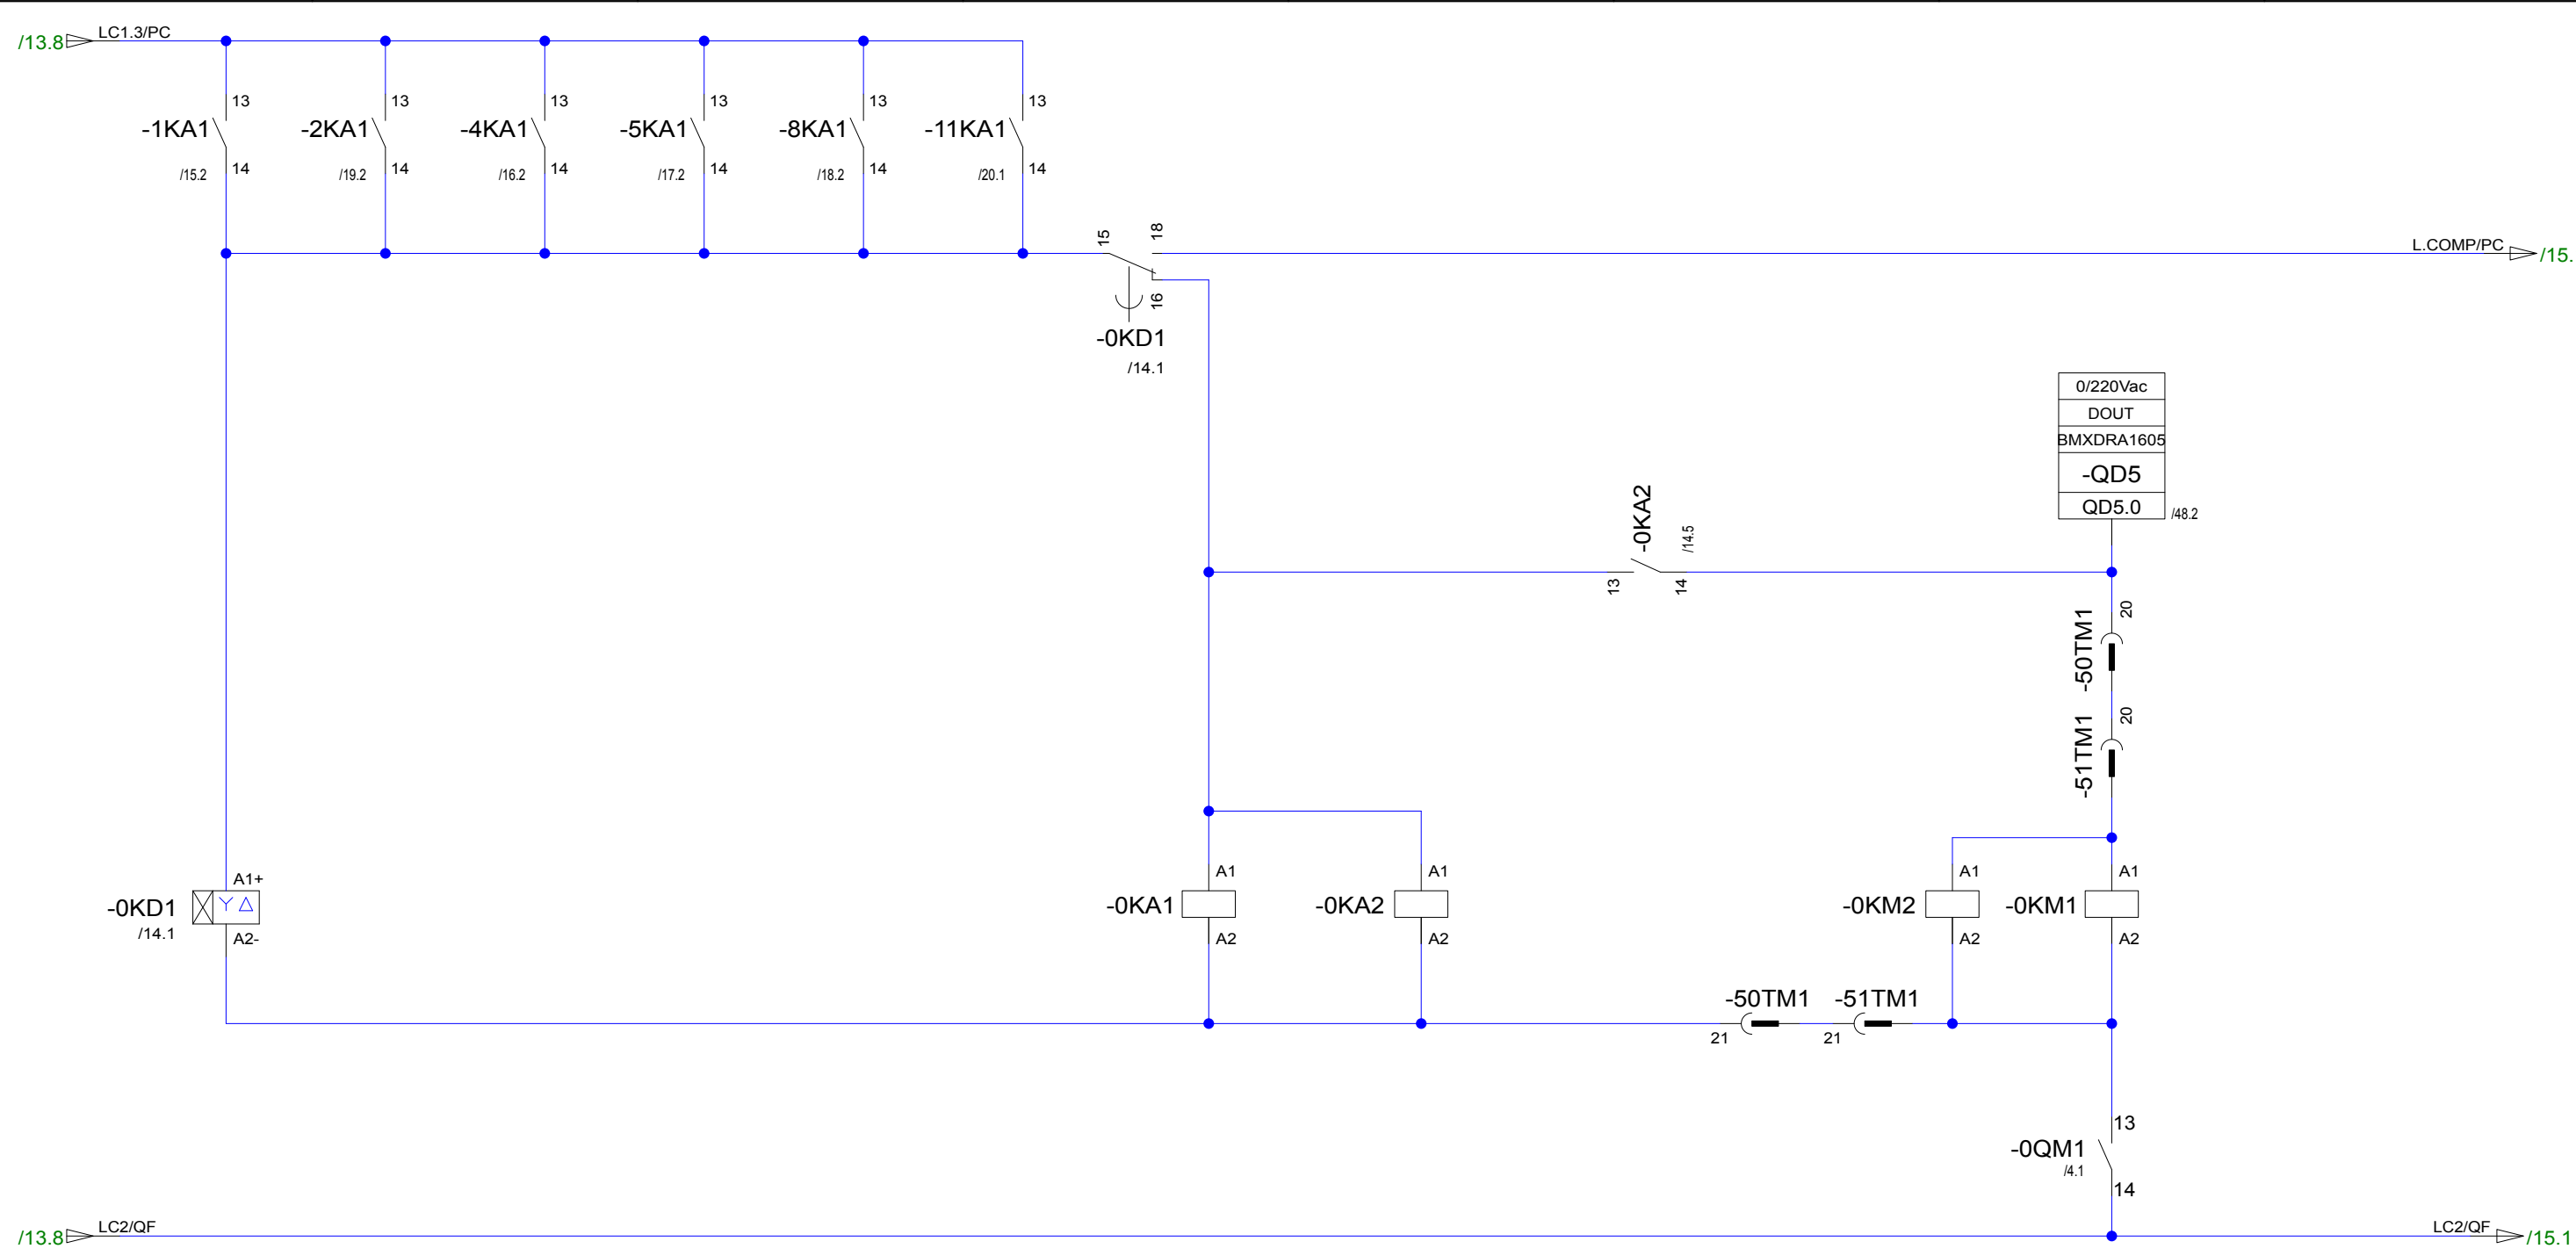 /13.8 LC1.3/PC
13 13 13 13 13 13
-1KA1 -2KA1 -4KA1 -5KA1 -8KA1 -11KA1
/15.2 14 /19.2 14 /16.2 14 /17.2 14 /18.2 14 /20.1 14
15 18
L.COMP/PC /15.
16
-0KD1
/14.1
0/220Vac
DOUT
BMXDRA1605
-QD5
QD5.0 /48.2
-0KA2 /14.5
13 14
20
-50TM1
20
-51TM1
A1+ A1 A1 A1 A1
-0KD1 -0KA1 -0KA2 -0KM2 -0KM1
/14.1
A2- A2 A2 A2 A2
-50TM1 -51TM1
21 21
13
-0QM1
/4.1
14
/13.8 LC2/QF LC2/QF /15.1